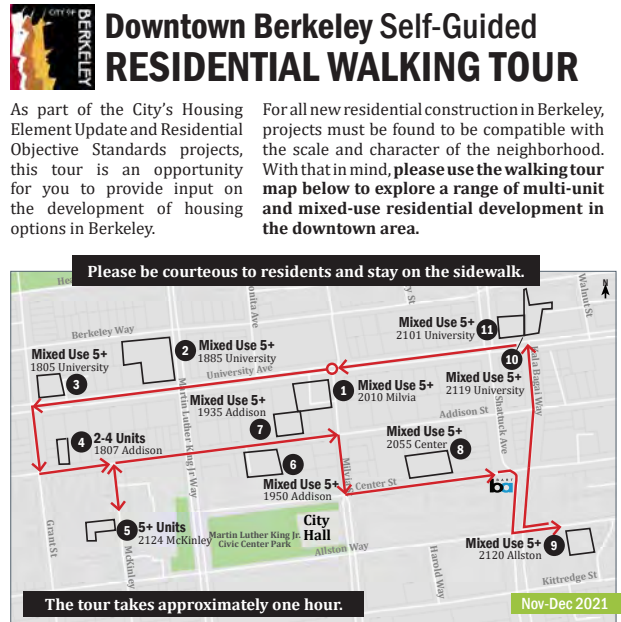 CITY OF
BERKELEY
Downtown Berkeley Self-Guided
RESIDENTIAL WALKING TOUR
As part of the City's Housing
Element Update and Residential
Objective Standards projects,
this tour is an opportunity
for you to provide input on
the development of housing
options in Berkeley.
For all new residential construction in Berkeley,
projects must be found to be compatible with
the scale and character of the neighborhood.
With that in mind, please use the walking tour
map below to explore a range of multi-unit
and mixed-use residential development in
the downtown area.
Please be courteous to residents and stay on the sidewalk.
N
Walnut St
Berkeley Way
Mixed Use 5+
2101 University
11
2
Mixed Use 5+
1885 University
Mixed Use 5+
1805 University
3
University Ave
10
Mixed Use 5+
2119 University
1
Mixed Use 5+
2010 Milvia
Mixed Use 5+
1935 Addison
7
Addison St
Shattuck Ave
Martin Luther King Jr Way
4
2-4 Units
1807 Addison
Mixed Use 5+
2055 Center
8
6
Mixed Use 5+
1950 Addison
Center St
BART
ba
5
5+ Units
2124 McKinley
McKinley
Grant St
Martin Luther King Jr.
Civic Center Park
City
Hall
Allston Way
Harold Way
Mixed Use 5+
2120 Allston
9
Kittredge St
The tour takes approximately one hour.
Nov-Dec 2021